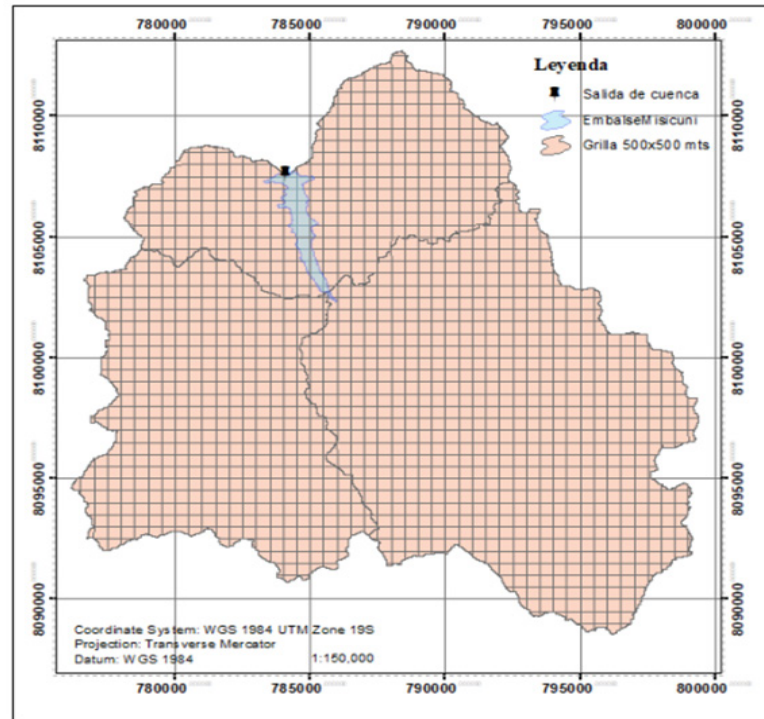 780000 785000 790000 795000 800000
Leyenda
Salida de cuenca
EmbalseMisicuni
Grilla 500x500 mts
8110000
8105000
8100000
8095000
8090000
8110000
8105000
8100000
8095000
8090000
Coordinate System: WGS 1984 UTM Zone 19S
Projection: Transverse Mercator
Datum: WGS 1984 1:150,000
780000 785000 790000 795000 800000